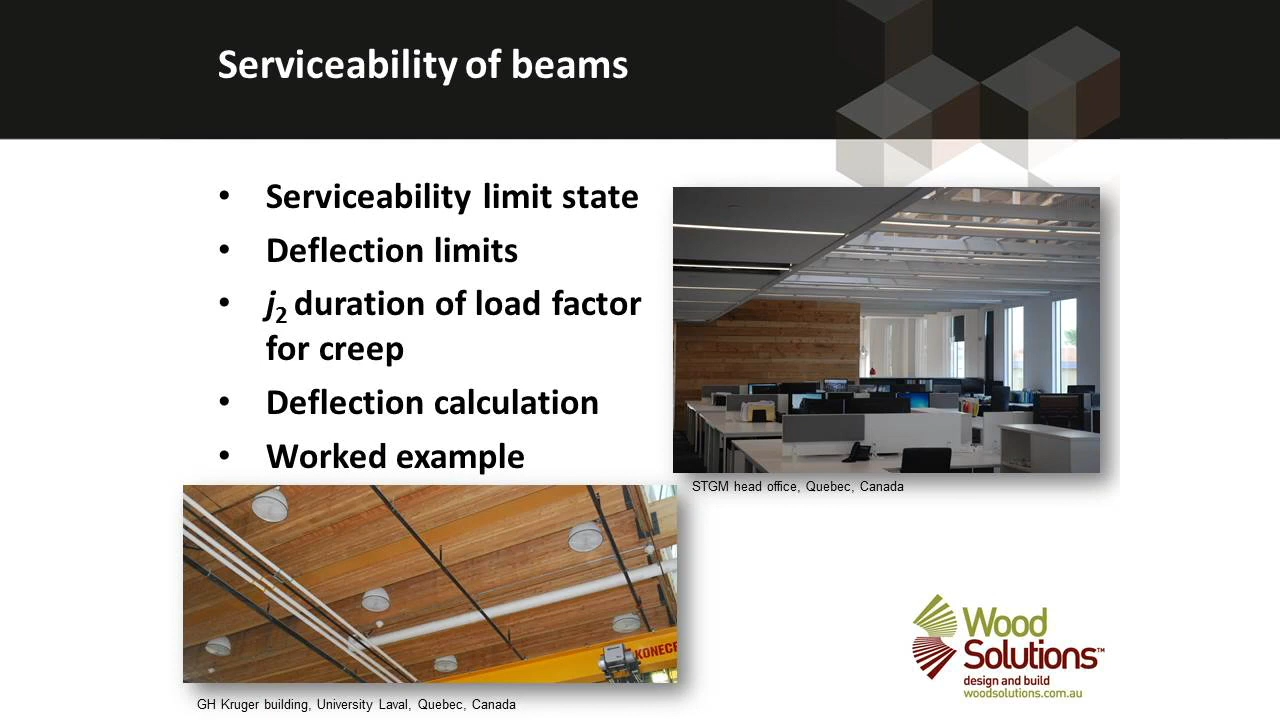 Serviceability of beams
• Serviceability limit state
• Deflection limits
• j2 duration of load factor
for creep
• Deflection calculation
• Worked example
STGM head office, Quebec, Canada
KONECR
GH Kruger building, University Laval, Quebec, Canada
Wood
Solutions™
design and build
woodsolutions.com.au